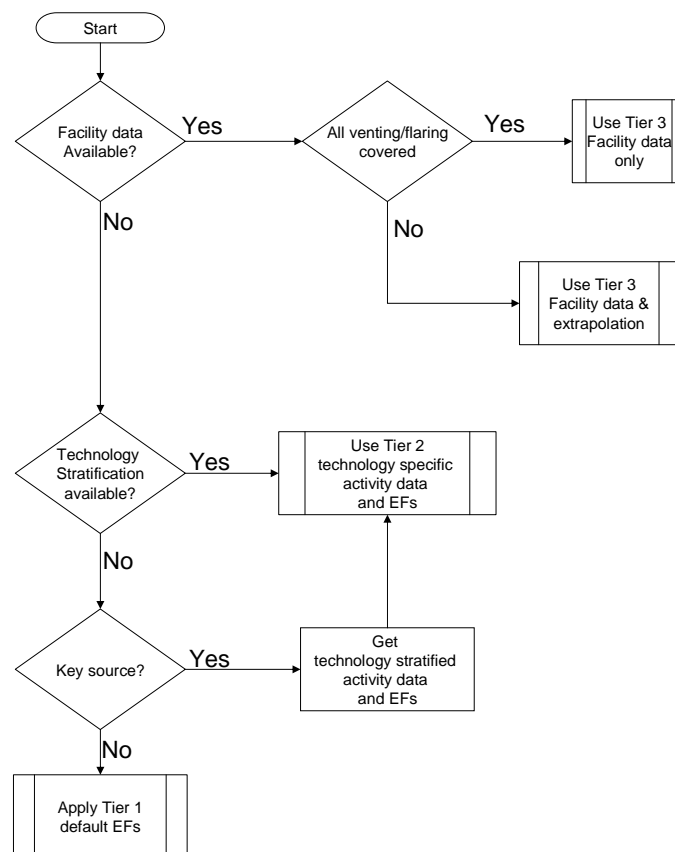 Start
Facility data
Available?
Yes
All venting/flaring
covered
Yes
Use Tier 3
Facility data
only
No
No
Use Tier 3
Facility data &
extrapolation
Technology
Stratification
available?
Yes
Use Tier 2
technology specific
activity data
and EFs
No
Key source?
Yes
Get
technology stratified
activity data
and EFs
No
Apply Tier 1
default EFs